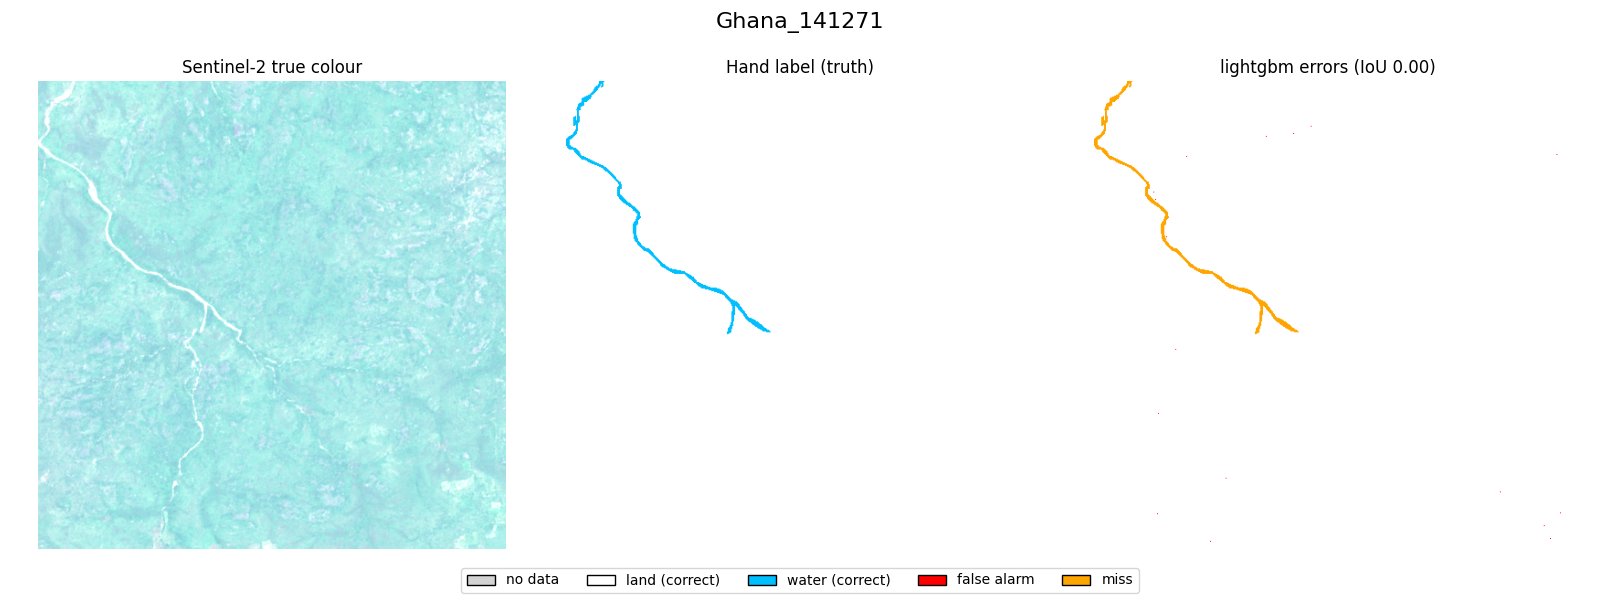 Ghana_141271
Sentinel-2 true colour
Hand label (truth)
lightgbm errors (IoU 0.00)
no data
land (correct)
water (correct)
false alarm
miss